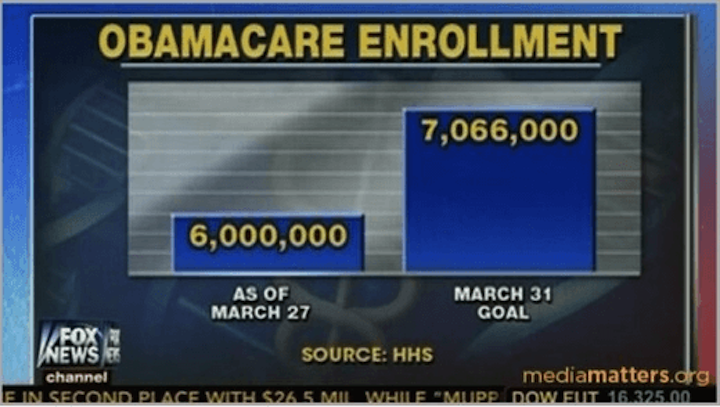 OBAMACARE ENROLLMENT
7,066,000
6,000,000
AS OF
MARCH 27
MARCH 31
GOAL
SOURCE: HHS
FOX
NEWS
channel
mediamatters.org
E IN SECOND PLACE WITH $26.5 MIL WHILE "MUPP
DOW FUT 16,325.00